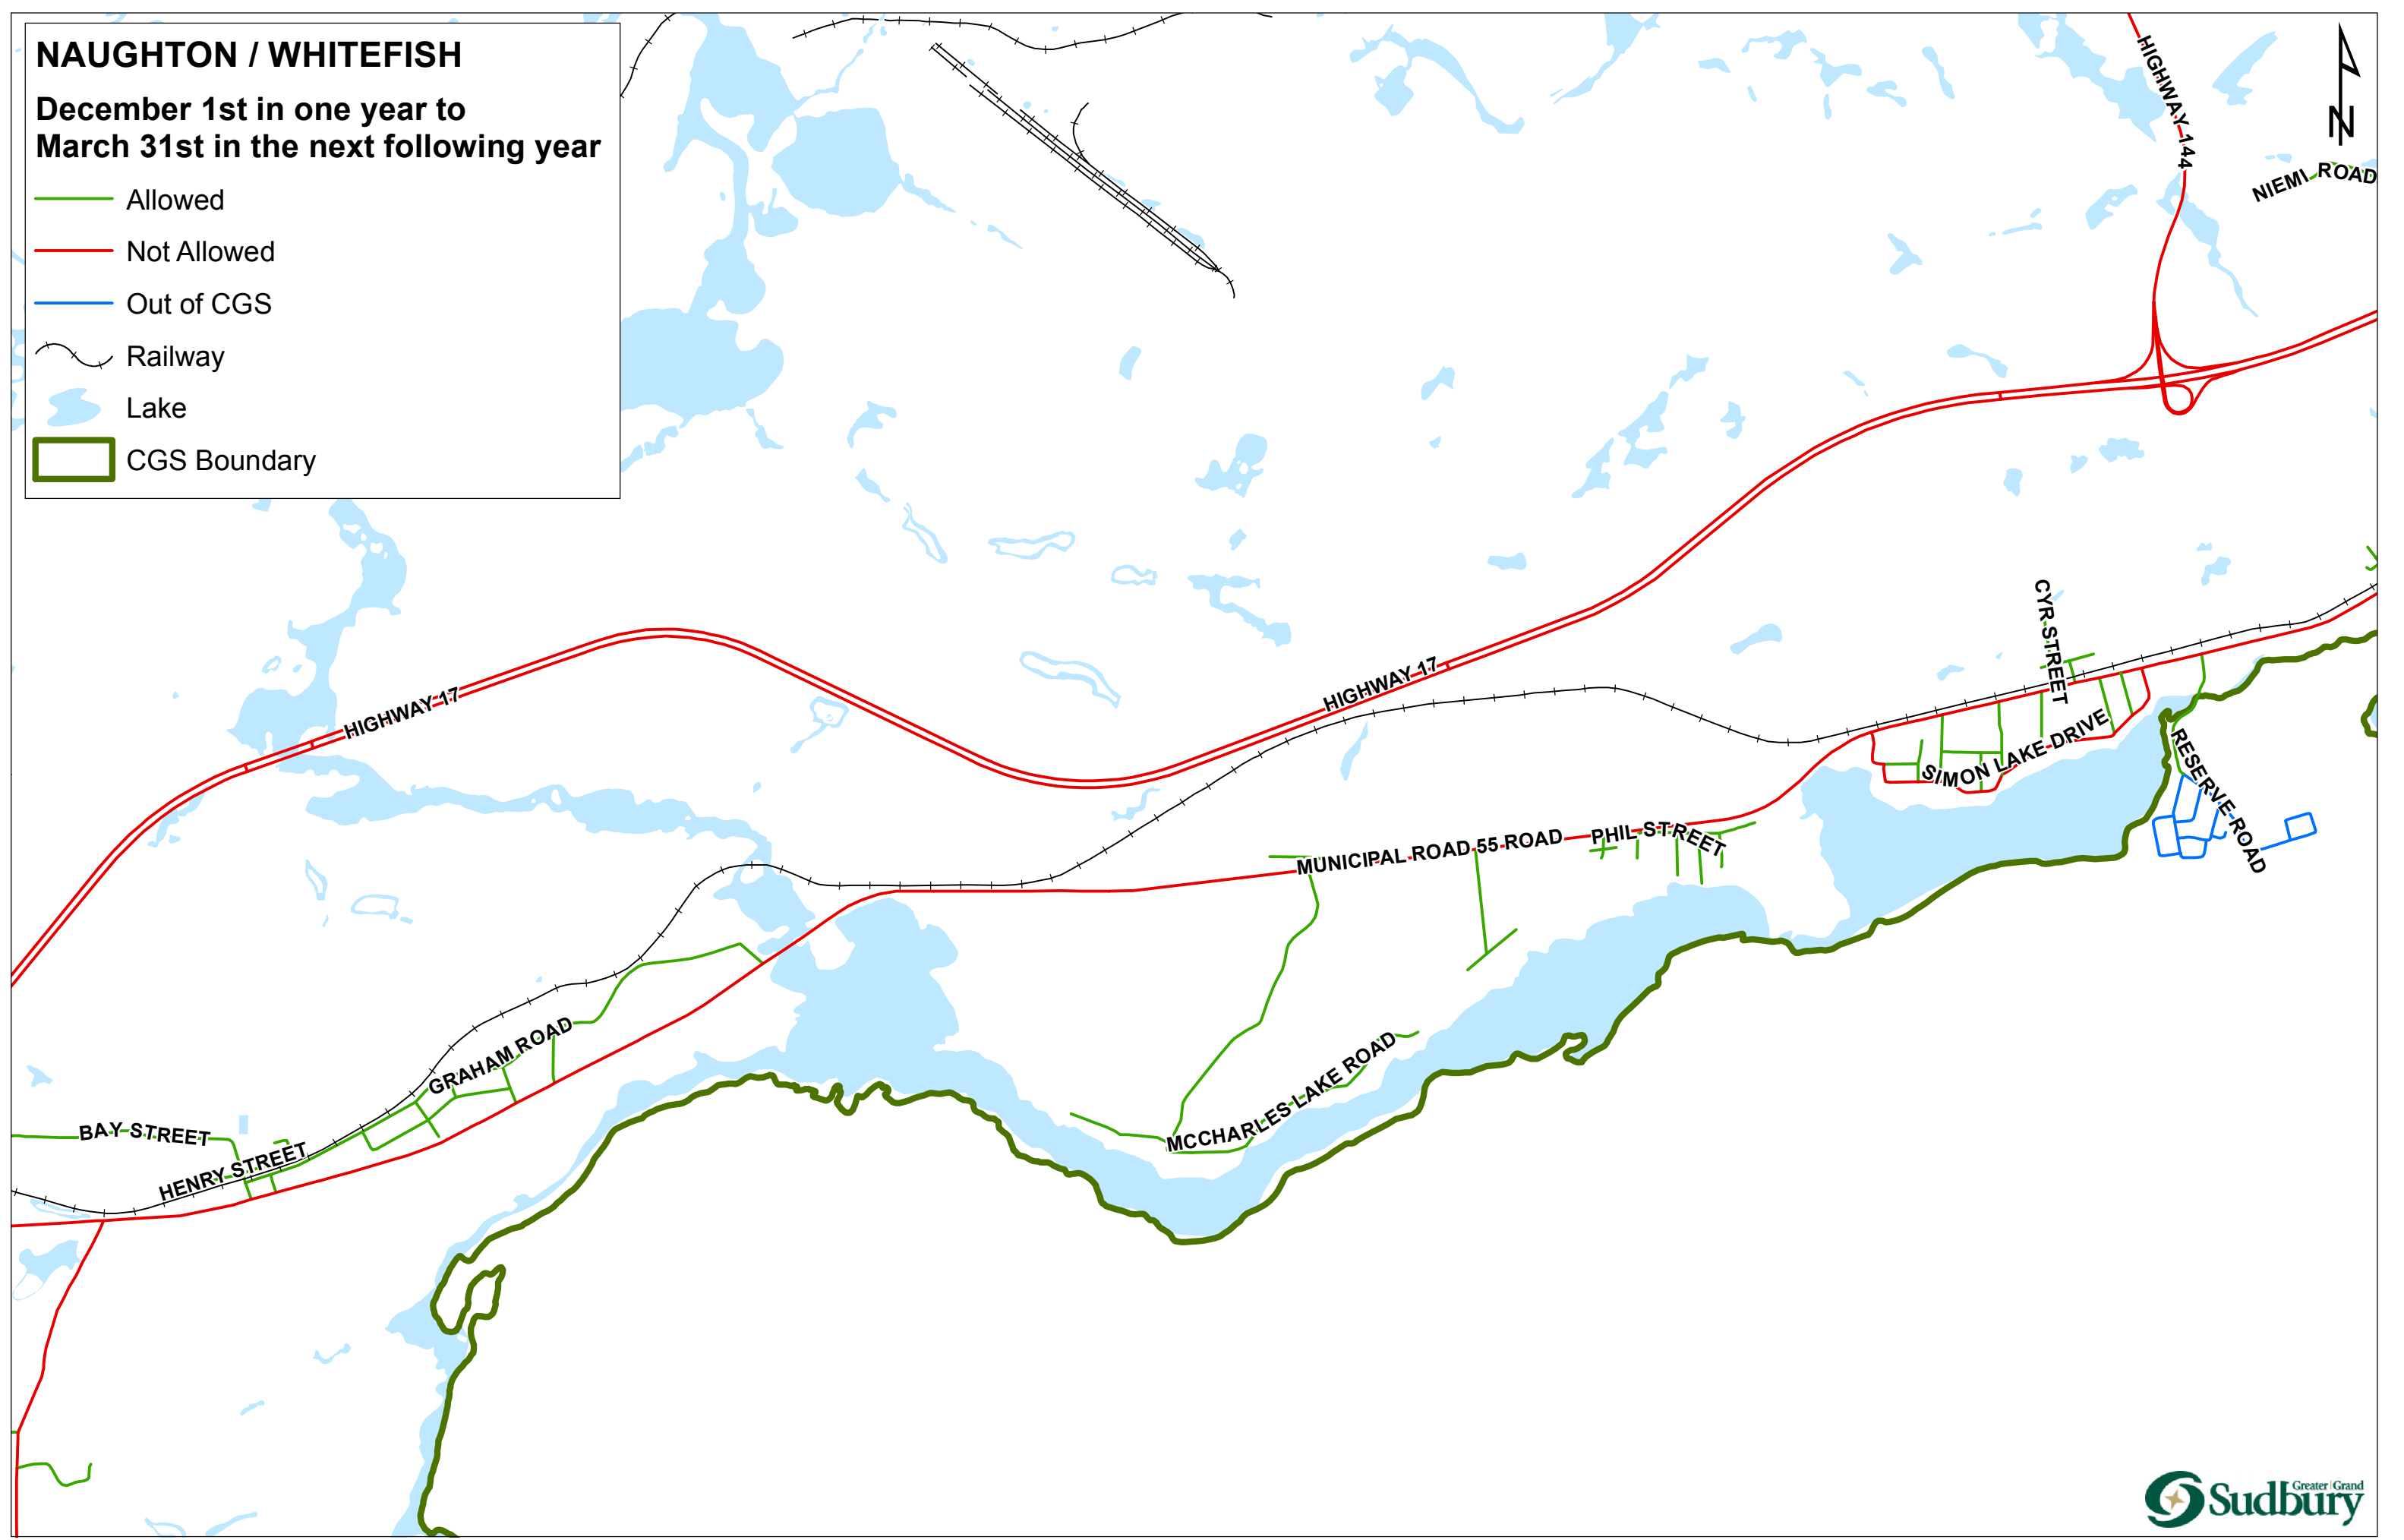 NAUGHTON / WHITEFISH
December 1st in one year to
March 31st in the next following year
Allowed
Not Allowed
Out of CGS
Railway
Lake
CGS Boundary
HIGHWAY 144
N
NIEMI ROAD
CYR STREET
HIGHWAY 17
HIGHWAY 17
SIMON LAKE DRIVE
RESERVE ROAD
MUNICIPAL ROAD 55 ROAD
PHIL STREET
GRAHAM ROAD
MCCHARLES LAKE ROAD
BAY STREET
HENRY STREET
Greater Grand
Sudbury